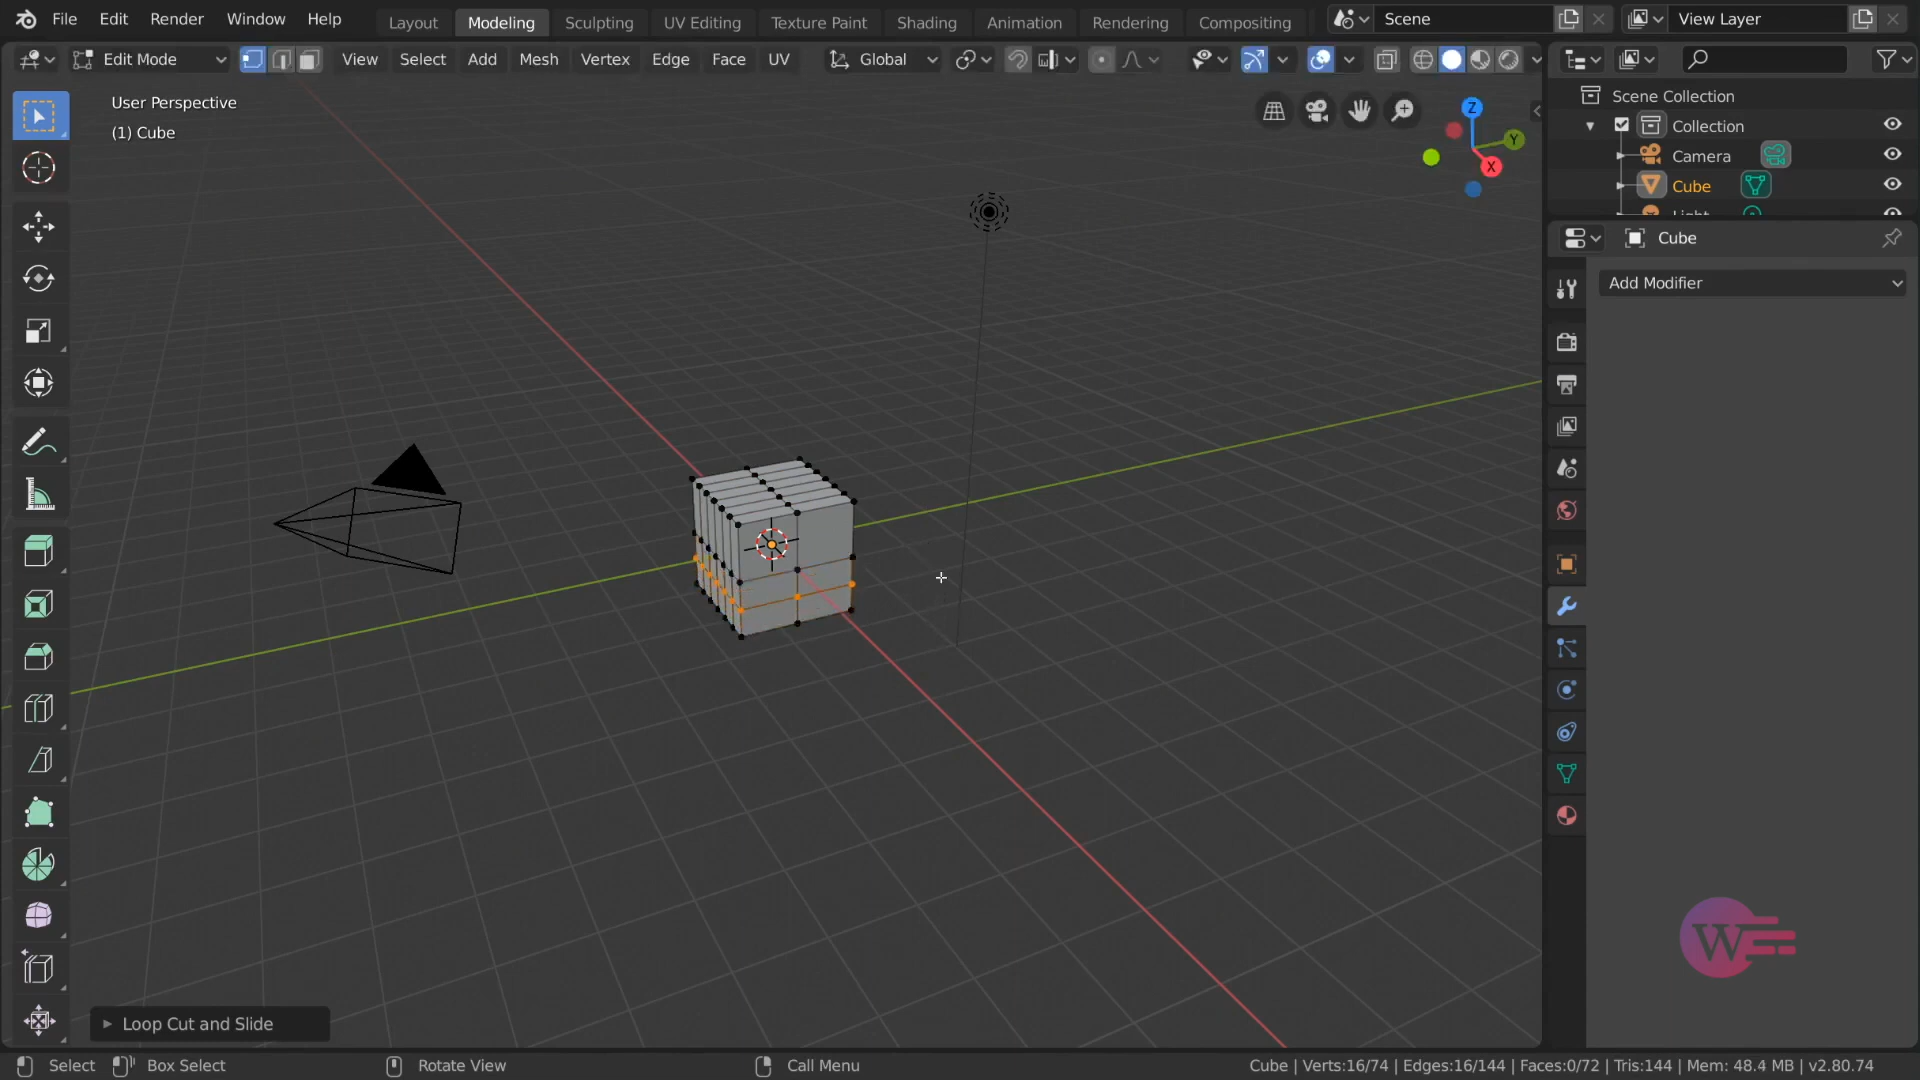 File Edit Render Window Help Layout Modeling Sculpting UV Editing Texture Paint Shading Animation Rendering Compositing Scene View Layer
Edit Mode View Select Add Mesh Vertex Edge Face UV Global
User Perspective
(1) Cube
Z
Y
X
Scene Collection
Collection
Camera
Cube
Light
Cube
Add Modifier
W
Loop Cut and Slide
Select Box Select Rotate View Call Menu Cube | Verts:16/74 | Edges:16/144 | Faces:0/72 | Tris:144 | Mem: 48.4 MB | v2.80.74